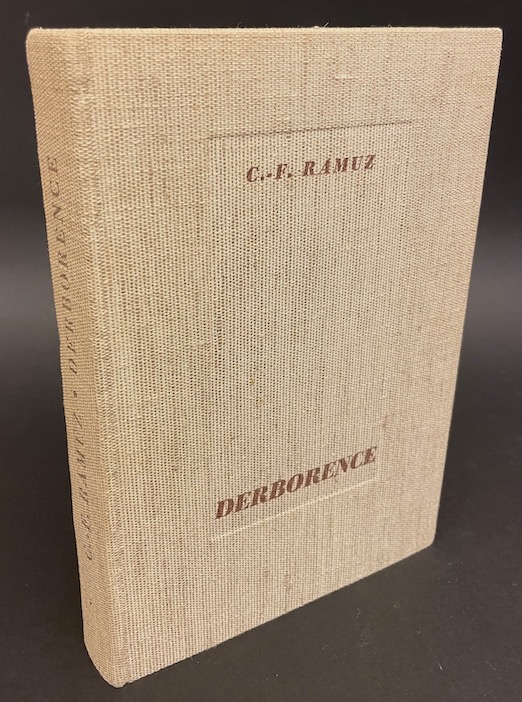 C.-F. RAMUZ
DERBORENCE
C.-F. RAMUZ • DERBORENCE